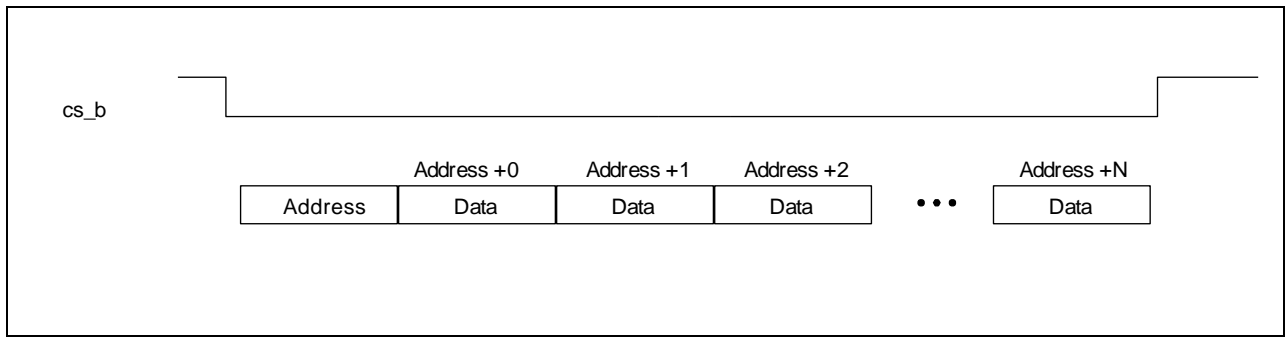 cs_b
Address +0 Address +1 Address +2 Address +N
Address Data Data Data ••• Data